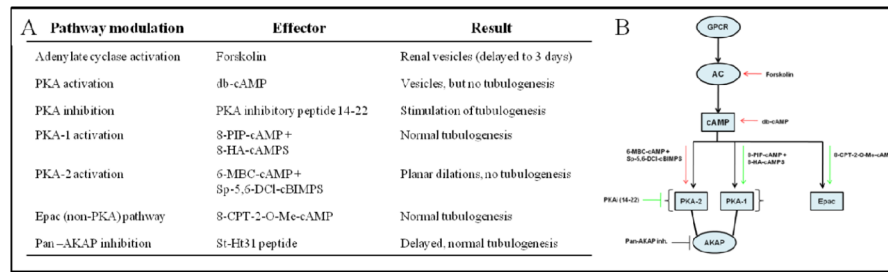 A
Pathway modulation Effector Result
Adenylate cyclase activation Forskolin Renal vesicles (delayed to 3 days)
PKA activation db-cAMP Vesicles, but no tubulogenesis
PKA inhibition PKA inhibitory peptide 14-22 Stimulation of tubulogenesis
PKA-1 activation 8-PIP-cAMP + Normal tubulogenesis
8-HA-cAMPS
PKA-2 activation 6-MBC-cAMP + Planar dilations, no tubulogenesis
Sp-5,6-DCl-cBIMPS
Epac (non-PKA) pathway 8-CPT-2-O-Me-cAMP Normal tubulogenesis
Pan –AKAP inhibition St-Ht31 peptide Delayed, normal tubulogenesis
B
GPCR
AC
Forskolin
cAMP
db-cAMP
6-MBC-cAMP +
Sp-5,6-DCl-cBIMPS
8-PIP-cAMP +
8-HA-cAMPS
8-CPT-2-O-Me-cAM
PKAi (14-22)
PKA-2
PKA-1
Epac
Pan-AKAP inh.
AKAP